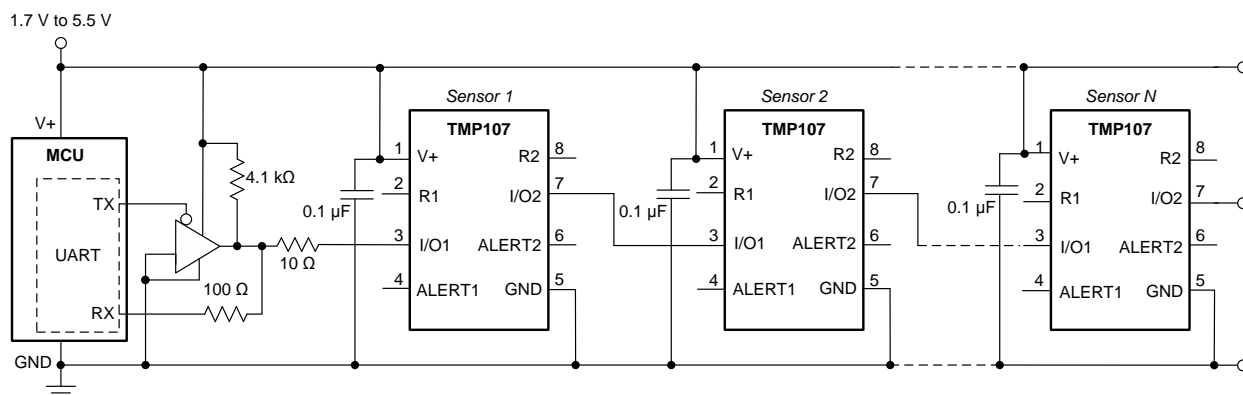 1.7 V to 5.5 V
V+
MCU
TX
UART
RX
GND
4.1 kΩ
10 Ω
100 Ω
Sensor 1
TMP107
0.1 µF
1
V+
2
R1
3
I/O1
4
ALERT1
R2
8
I/O2
7
ALERT2
6
GND
5
Sensor 2
TMP107
0.1 µF
1
V+
2
R1
3
I/O1
4
ALERT1
R2
8
I/O2
7
ALERT2
6
GND
5
Sensor N
TMP107
0.1 µF
1
V+
2
R1
3
I/O1
4
ALERT1
R2
8
I/O2
7
ALERT2
6
GND
5